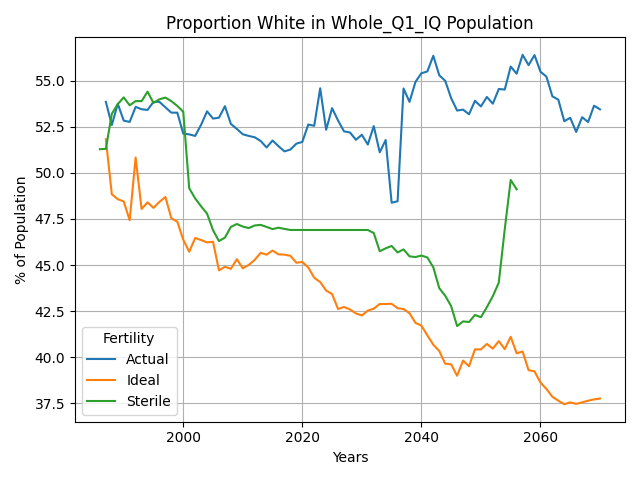 Proportion White in Whole_Q1_IQ Population
% of Population
55.0
52.5
50.0
47.5
45.0
42.5
40.0
37.5
Fertility
Actual
Ideal
Sterile
2000
2020
2040
2060
Years